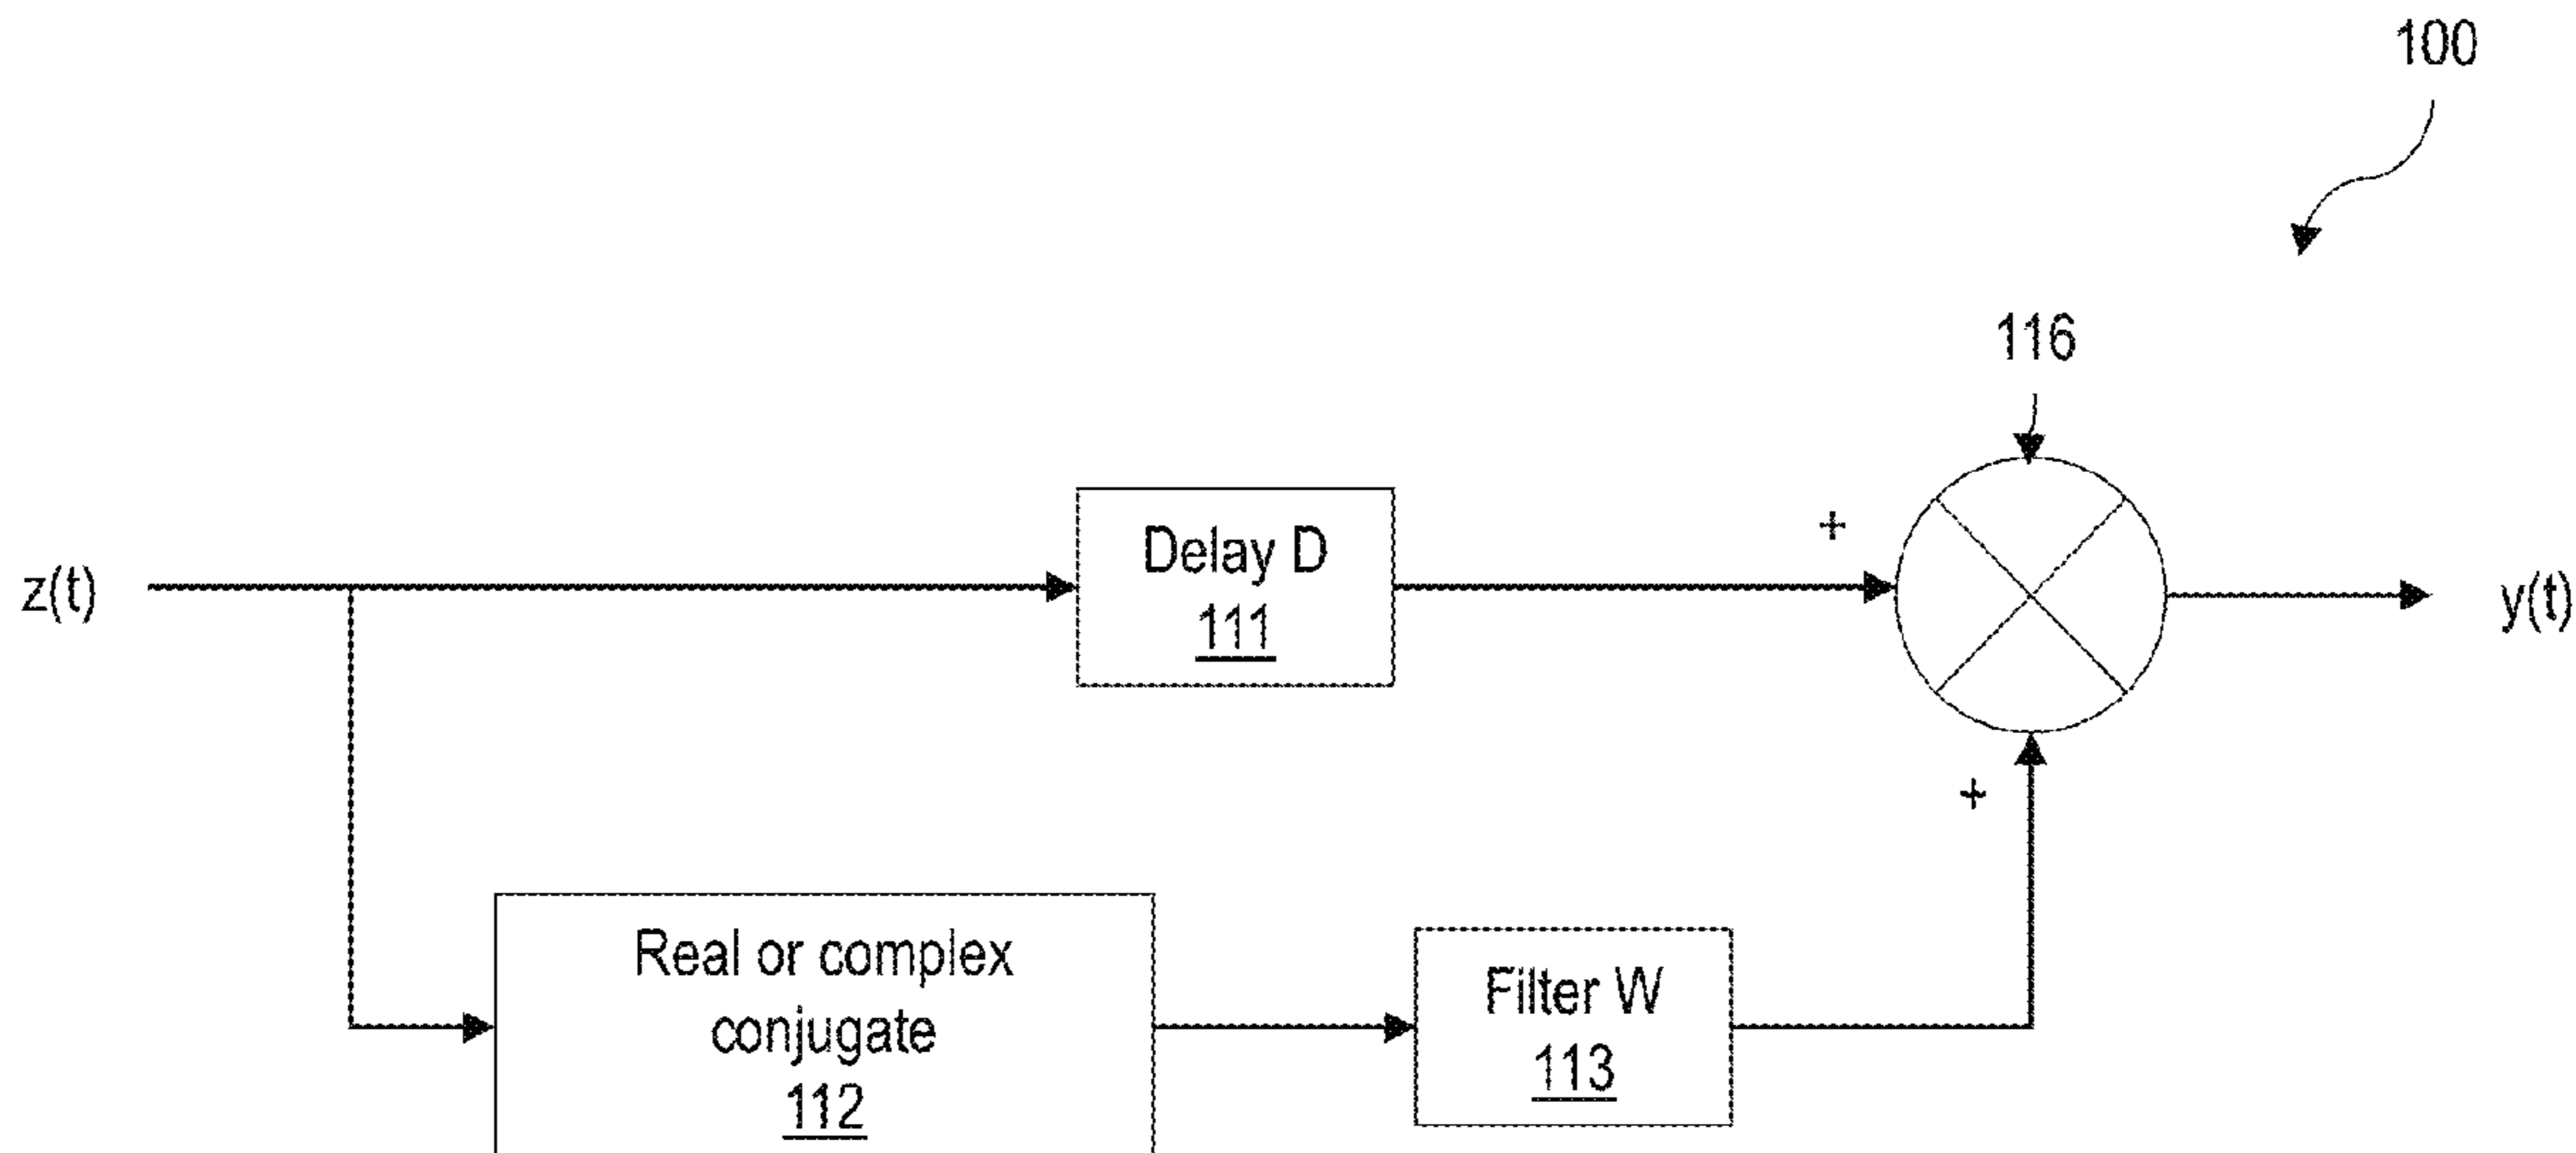 100
116
+
Delay D
111
z(t)
y(t)
+
Real or complex
conjugate
112
Filter W
113